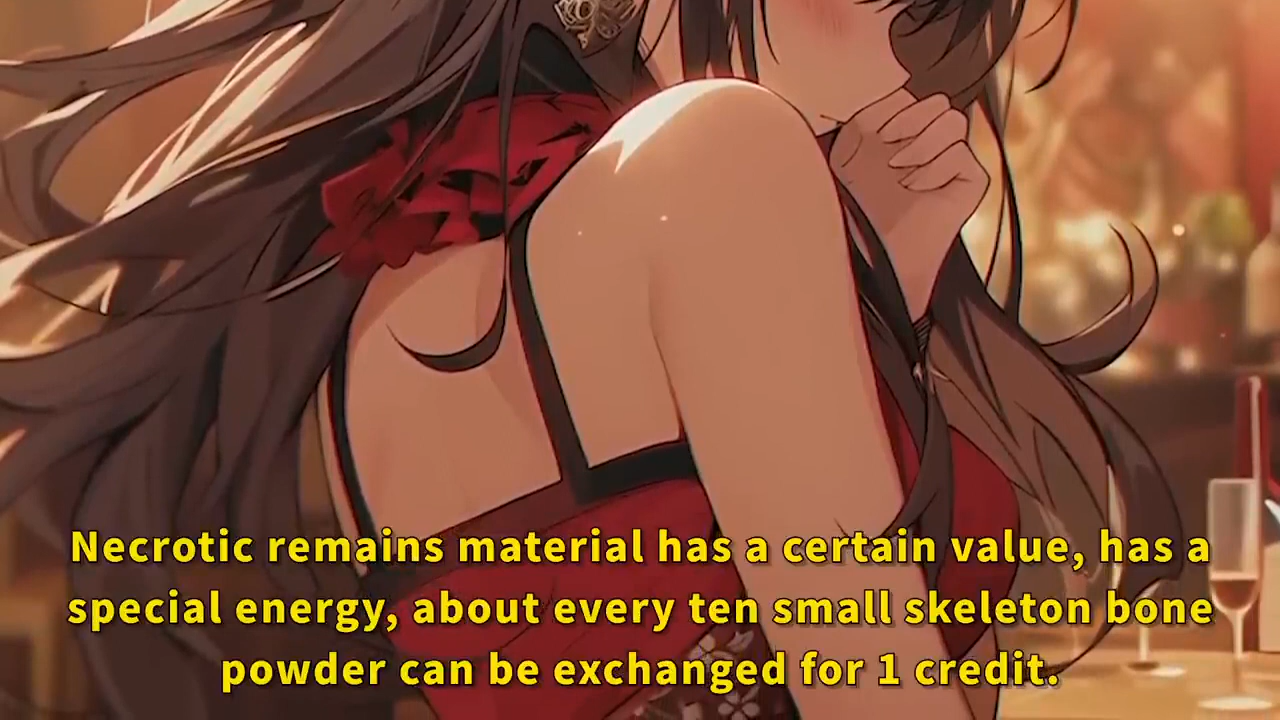 Necrotic remains material has a certain value, has a
special energy, about every ten small skeleton bone
powder can be exchanged for 1 credit.